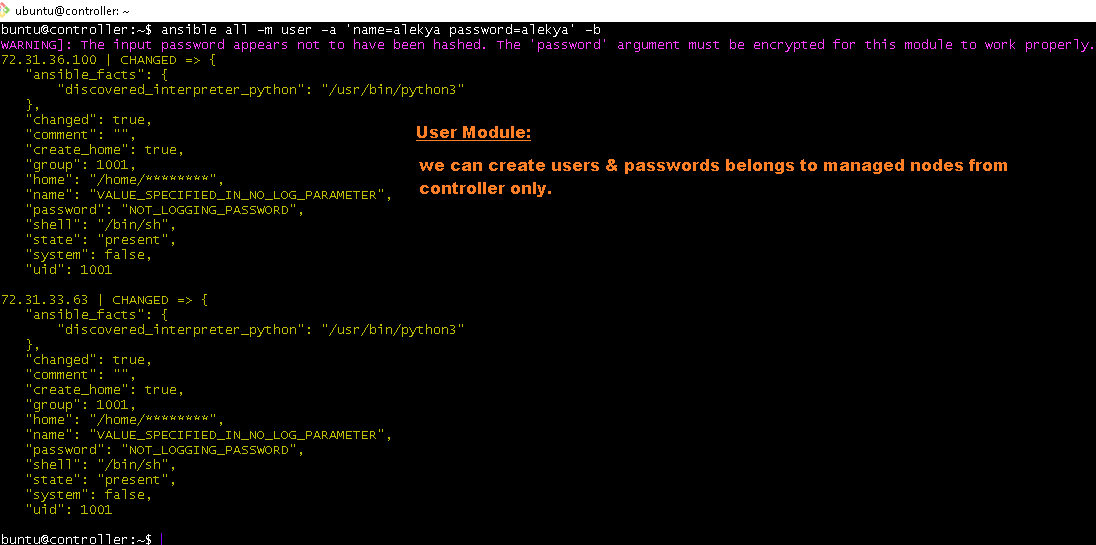 ubuntu@controller: ~
buntu@controller:~$ ansible all -m user -a 'name=alekya password=alekya' -b
WARNING]: The input password appears not to have been hashed. The 'password' argument must be encrypted for this module to work properly.
72.31.36.100 | CHANGED => {
"ansible_facts": {
"discovered_interpreter_python": "/usr/bin/python3"
},
"changed": true,
"comment": "",
"create_home": true,
"group": 1001,
"home": "/home/********",
"name": "VALUE_SPECIFIED_IN_NO_LOG_PARAMETER",
"password": "NOT_LOGGING_PASSWORD",
"shell": "/bin/sh",
"state": "present",
"system": false,
"uid": 1001
User Module:
we can create users & passwords belongs to managed nodes from
controller only.
72.31.33.63 | CHANGED => {
"ansible_facts": {
"discovered_interpreter_python": "/usr/bin/python3"
},
"changed": true,
"comment": "",
"create_home": true,
"group": 1001,
"home": "/home/********",
"name": "VALUE_SPECIFIED_IN_NO_LOG_PARAMETER",
"password": "NOT_LOGGING_PASSWORD",
"shell": "/bin/sh",
"state": "present",
"system": false,
"uid": 1001
buntu@controller:~$